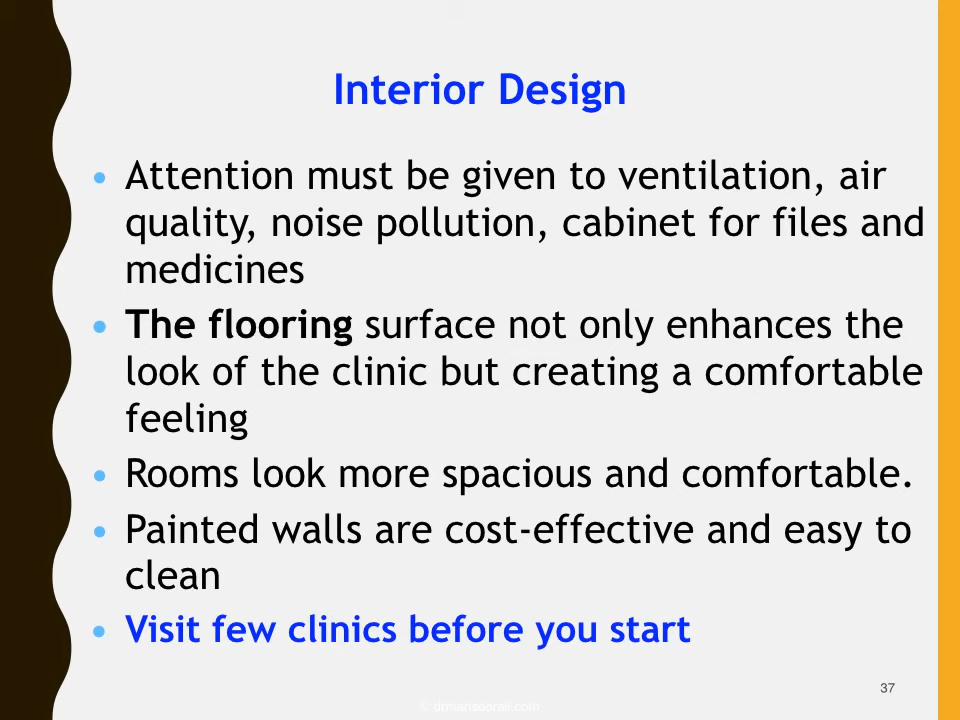 Interior Design
• Attention must be given to ventilation, air
quality, noise pollution, cabinet for files and
medicines
• The flooring surface not only enhances the
look of the clinic but creating a comfortable
feeling
• Rooms look more spacious and comfortable.
• Painted walls are cost-effective and easy to
clean
• Visit few clinics before you start
37
© drmansoorali.com